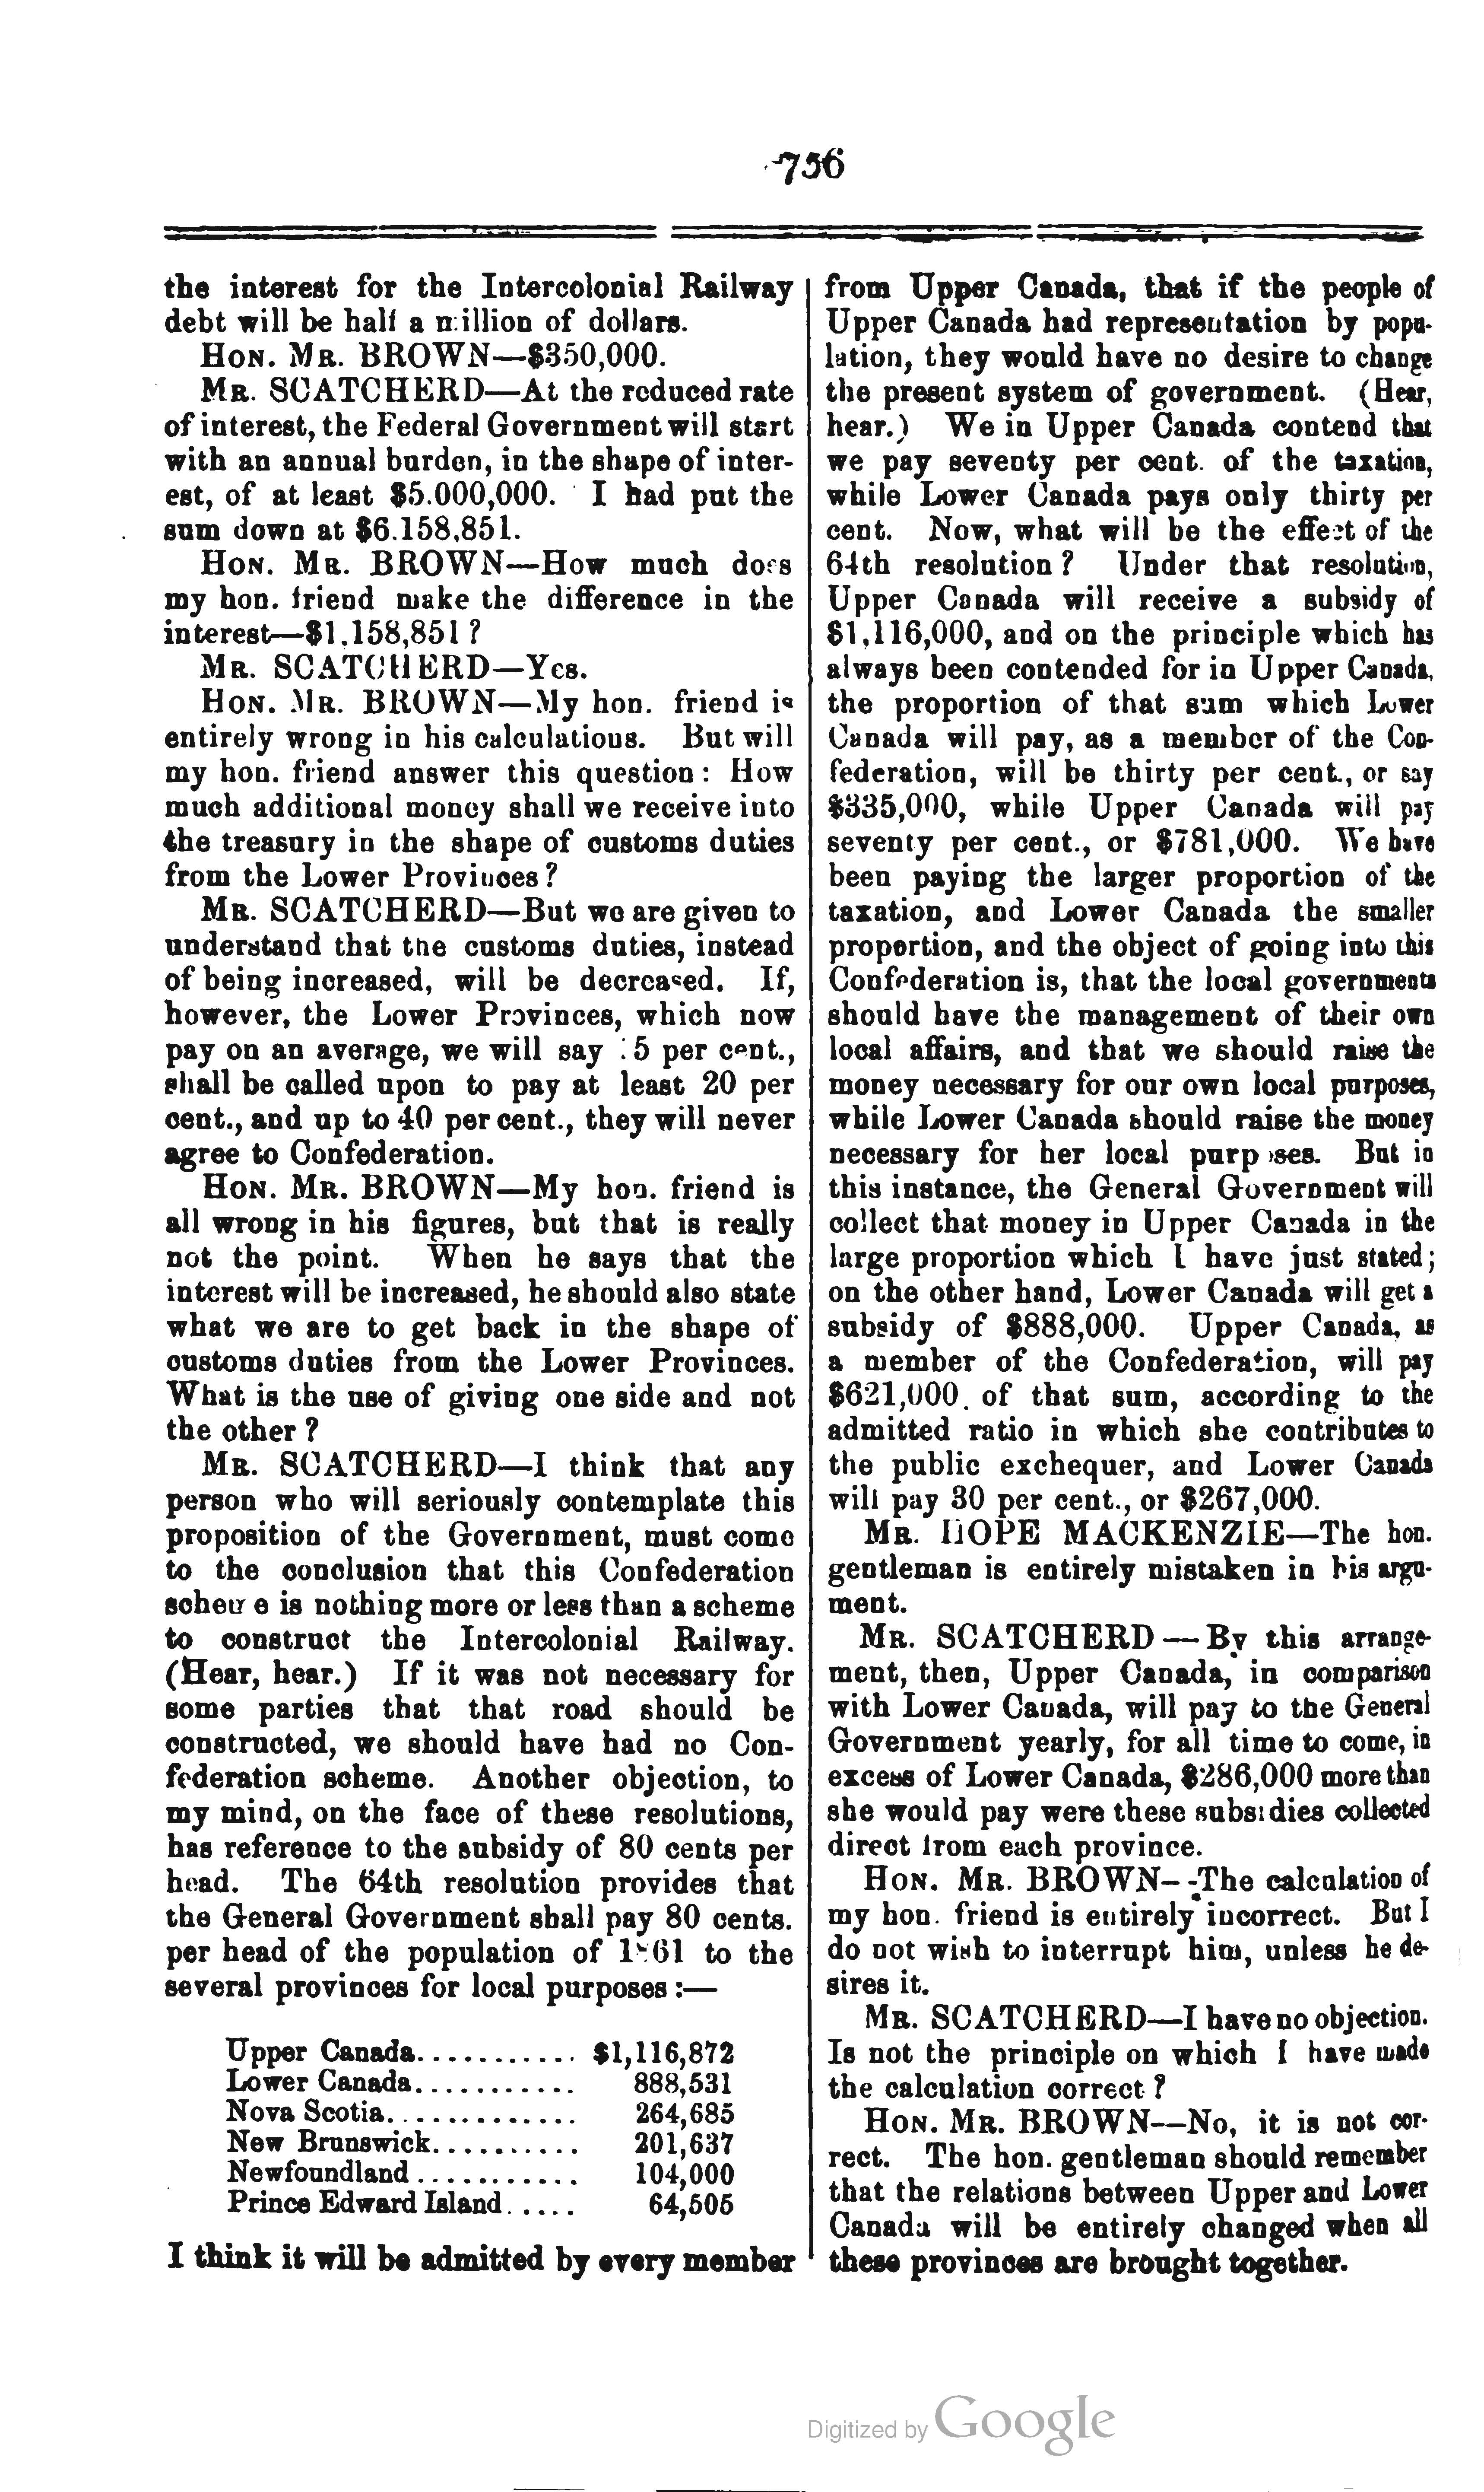 756
the interest for the Intercolonial Railway
debt will be half a million of dollars.
HON. MR. BROWN—$350,000.
MR. SCATCHERD—At the reduced rate
of interest, the Federal Government will start
with an annual burden, in the shape of inter-
est, of at least $5.000,000. I had put the
sum down at $6.158,851.
HON. MR. BROWN—How much does
my hon. friend make the difference in the
interest—$1,158,851?
MR. SCATCHERD—Yes.
HON. MR. BROWN—My hon. friend is
entirely wrong in his calculations. But will
my hon. friend answer this question: How
much additional money shall we receive into
the treasury in the shape of customs duties
from the Lower Provinces?
MR. SCATCHERD—But we are given to
understand that the customs duties, instead
of being increased, will be decreased. If,
however, the Lower Provinces, which now
pay on an average, we will say 5 per cent.,
shall be called upon to pay at least 20 per
cent., and up to 40 per cent., they will never
agree to Confederation.
HON. MR. BROWN—My hon. friend is
all wrong in his figures, but that is really
not the point. When he says that the
interest will be increased, he should also state
what we are to get back in the shape of
customs duties from the Lower Provinces.
What is the use of giving one side and not
the other?
MR. SCATCHERD—I think that any
person who will seriously contemplate this
proposition of the Government, must come
to the conclusion that this Confederation
scheme is nothing more or less than a scheme
to construct the Intercolonial Railway.
(Hear, hear.) If it was not necessary for
some parties that that road should be
constructed, we should have had no Con-
federation scheme. Another objection, to
my mind, on the face of these resolutions,
has reference to the subsidy of 80 cents per
head. The 64th resolution provides that
the General Government shall pay 80 cents.
per head of the population of 1861 to the
several provinces for local purposes:—
Upper Canada............ $1,116,872
Lower Canada........... 888,531
Nova Scotia.............. 264,685
New Brunswick.......... 201,637
Newfoundland........... 104,000
Prince Edward Island..... 64,505
I think it will be admitted by every member
from Upper Canada, that if the people of
Upper Canada had representation by popu-
lation, they would have no desire to change
the present system of government. (Hear,
hear.) We in Upper Canada contend that
we pay seventy per cent. of the taxation,
while Lower Canada pays only thirty per
cent. Now, what will be the effect of the
64th resolution? Under that resolution,
Upper Canada will receive a subsidy of
$1,116,000, and on the principle which has
always been contended for in Upper Canada,
the proportion of that sum which Lower
Canada will pay, as a member of the Con-
federation, will be thirty per cent., or say
$335,000, while Upper Canada will pay
seventy per cent., or $781,000. We have
been paying the larger proportion of the
taxation, and Lower Canada the smaller
proportion, and the object of going into this
Confederation is, that the local governments
should have the management of their own
local affairs, and that we should raise the
money necessary for our own local purposes,
while Lower Canada should raise the money
necessary for her local purposes. But in
this instance, the General Government will
collect that money in Upper Canada in the
large proportion which I have just stated;
on the other hand, Lower Canada will get a
subsidy of $888,000. Upper Canada, as
a member of the Confederation, will pay
$621,000 of that sum, according to the
admitted ratio in which she contributes to
the public exchequer, and Lower Canada
will pay 30 per cent., or $267,000.
MR. HOPE MACKENZIE—The hon.
gentleman is entirely mistaken in his argu-
ment.
MR. SCATCHERD—By this arrange-
ment, then, Upper Canada, in comparison
with Lower Canada, will pay to the General
Government yearly, for all time to come, in
excess of Lower Canada, $286,000 more than
she would pay were these subsidies collected
direct from each province.
HON. MR. BROWN—The calculation of
my hon. friend is entirely incorrect. But I
do not wish to interrupt him, unless he de-
sires it.
MR. SCATCHERD—I have no objection.
Is not the principle on which I have made
the calculation correct?
HON. MR. BROWN—No, it is not cor-
rect. The hon. gentleman should remember
that the relations between Upper and Lower
Canada will be entirely changed when all
these provinces are brought together.
Digitized by Google